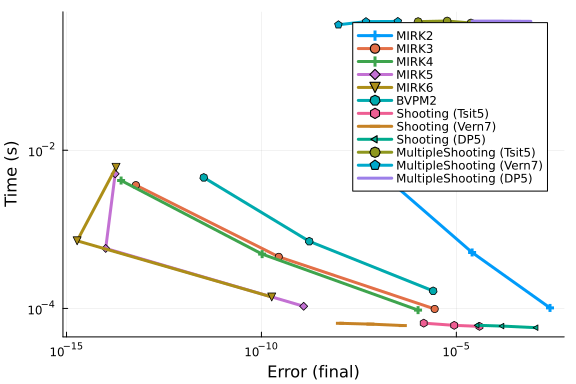 MIRK2
MIRK3
MIRK4
MIRK5
MIRK6
BVPM2
Shooting (Tsit5)
Shooting (Vern7)
Shooting (DP5)
MultipleShooting (Tsit5)
MultipleShooting (Vern7)
MultipleShooting (DP5)
Time (s)
10⁻²
10⁻⁴
10⁻¹⁵
10⁻¹⁰
10⁻⁵
Error (final)